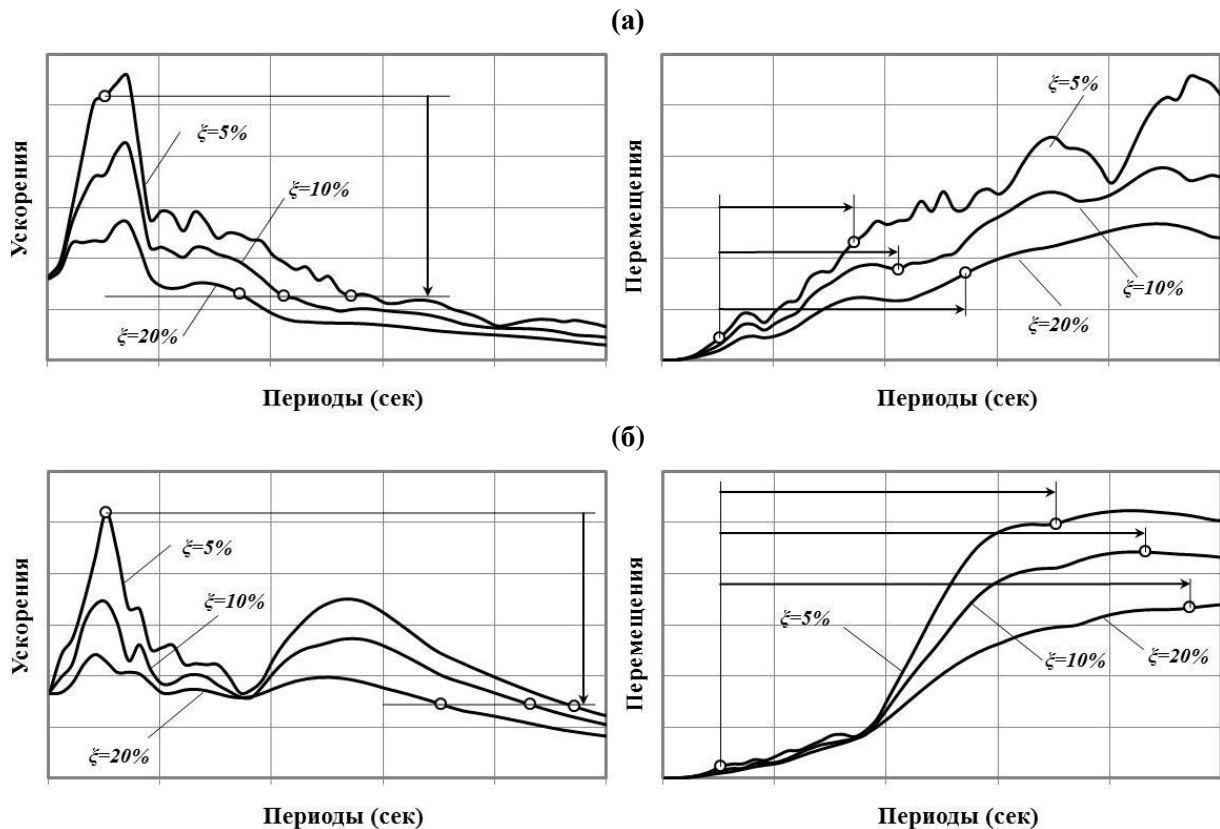 (а)
Ускорения
ξ=5%
ξ=10%
ξ=20%
Периоды (сек)
Перемещения
ξ=5%
ξ=10%
ξ=20%
Периоды (сек)
(б)
Ускорения
ξ=5%
ξ=10%
ξ=20%
Периоды (сек)
Перемещения
ξ=5%
ξ=10%
ξ=20%
Периоды (сек)